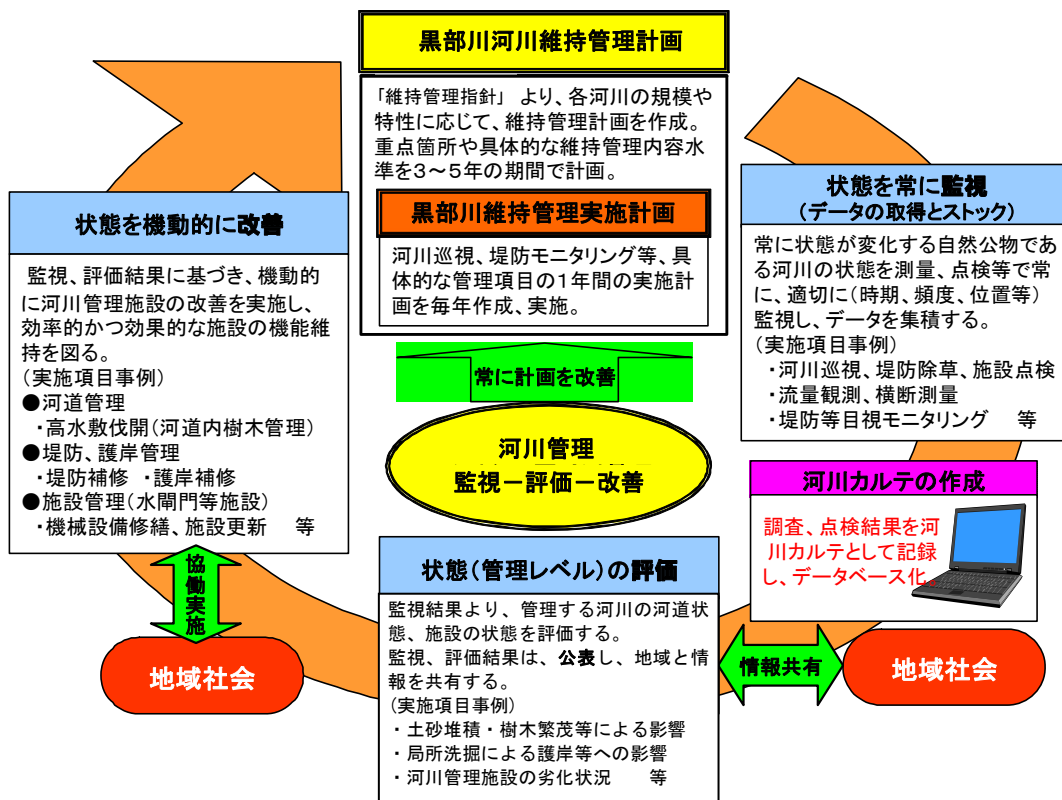 黒部川河川維持管理計画
「維持管理指針」 より、各河川の規模や
特性に応じて、維持管理計画を作成。
重点箇所や具体的な維持管理内容水
準を3～5年の期間で計画。
黒部川維持管理実施計画
河川巡視、堤防モニタリング等、具
体的な管理項目の1年間の実施計
画を毎年作成、実施。
常に計画を改善
河川管理
監視－評価－改善
状態を常に監視
(データの取得とストック)
常に状態が変化する自然公物であ
る河川の状態を測量、点検等で常
に、適切に(時期、頻度、位置等)
監視し、データを集積する。
(実施項目事例)
・河川巡視、堤防除草、施設点検
・流量観測、横断測量
・堤防等目視モニタリング 等
河川カルテの作成
調査、点検結果を河
川カルテとして記録
し、データベース化。
状態(管理レベル)の評価
監視結果より、管理する河川の河道状
態、施設の状態を評価する。
監視、評価結果は、公表し、地域と情
報を共有する。
(実施項目事例)
・土砂堆積・樹木繁茂等による影響
・局所洗掘による護岸等への影響
・河川管理施設の劣化状況 等
情報共有
地域社会
状態を機動的に改善
監視、評価結果に基づき、機動的
に河川管理施設の改善を実施し、
効率的かつ効果的な施設の機能維
持を図る。
(実施項目事例)
●河道管理
・高水敷伐開(河道内樹木管理)
●堤防、護岸管理
・堤防補修 ・護岸補修
●施設管理(水閘門等施設)
・機械設備修繕、施設更新 等
協働実施
地域社会